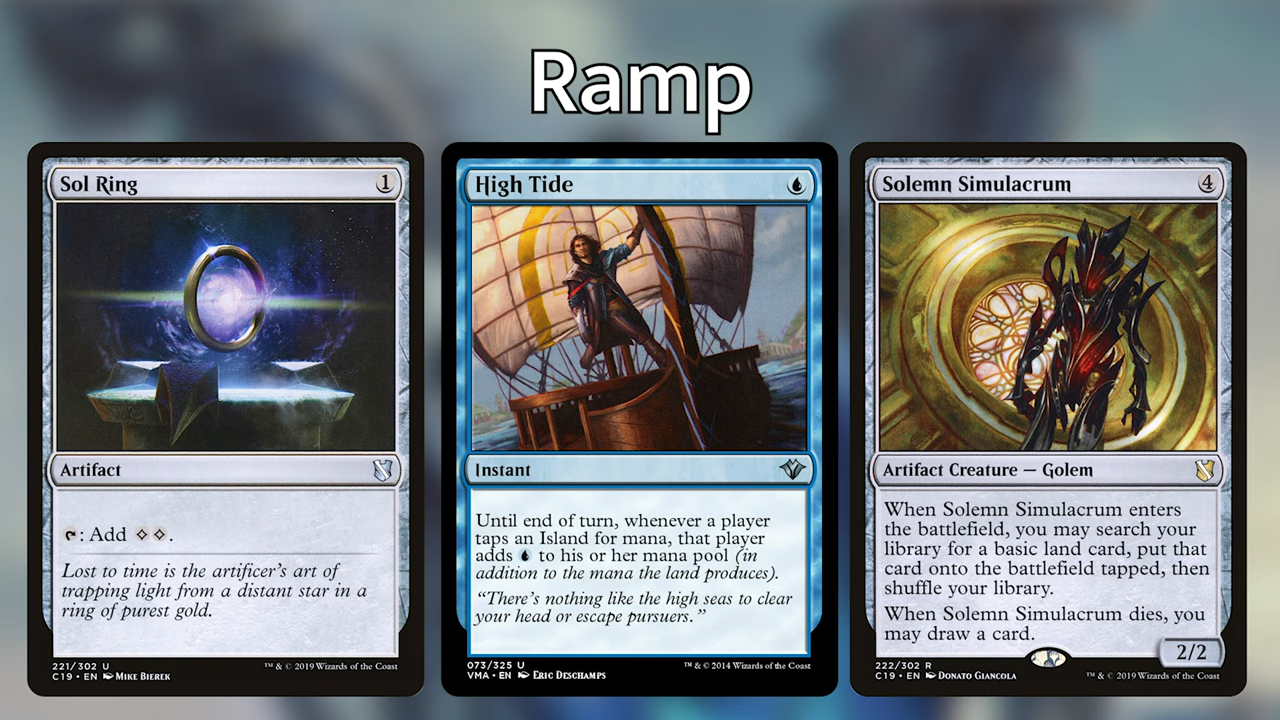 Ramp
Sol Ring 1
Artifact
: Add .
Lost to time is the artificer's art of
trapping light from a distant star in a
ring of purest gold.
221/302 U
C19 • EN Mike Bierek
™ & © 2019 Wizards of the Coast
High Tide
Instant
Until end of turn, whenever a player
taps an Island for mana, that player
adds to his or her mana pool (in
addition to the mana the land produces).
"There's nothing like the high seas to clear
your head or escape pursuers."
073/325 U
VMA • EN Eric Deschamps
™ & © 2014 Wizards of the Coast
Solemn Simulacrum 4
Artifact Creature — Golem
When Solemn Simulacrum enters
the battlefield, you may search your
library for a basic land card, put that
card onto the battlefield tapped, then
shuffle your library.
When Solemn Simulacrum dies, you
may draw a card.
2/2
222/302 R
C19 • EN Donato Giancola
™ & © 2019 Wizards of the Coast